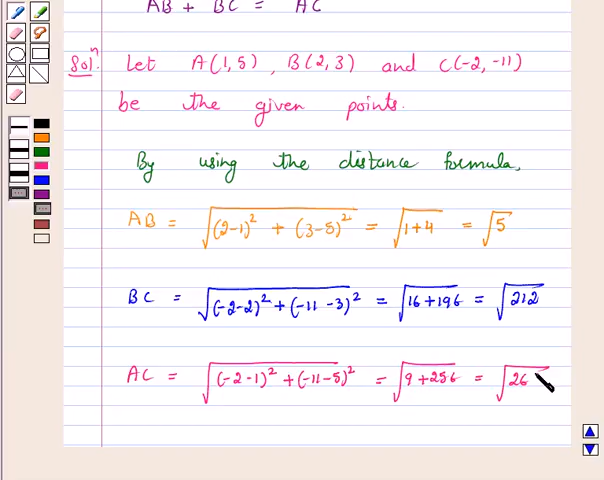 AB + BC = AC
Solⁿ. Let A(1,5), B(2,3) and C(-2,-11)
be the given points.
By using the distance formula,
AB = √((2-1)² + (3-5)²) = √(1+4) = √5
BC = √((-2-2)² + (-11-3)²) = √(16+196) = √212
AC = √((-2-1)² + (-11-5)²) = √(9+256) = √26